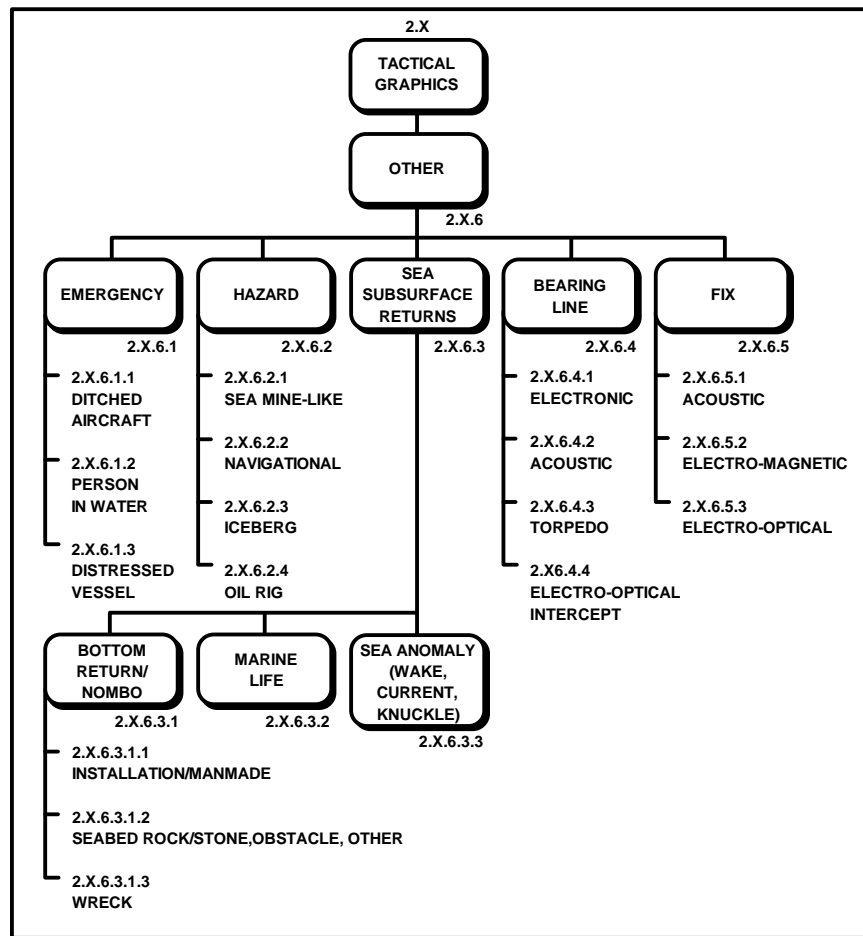 2.X
TACTICAL
GRAPHICS
OTHER
2.X.6
EMERGENCY
2.X.6.1
2.X.6.1.1
DITCHED
AIRCRAFT
2.X.6.1.2
PERSON
IN WATER
2.X.6.1.3
DISTRESSED
VESSEL
HAZARD
2.X.6.2
2.X.6.2.1
SEA MINE-LIKE
2.X.6.2.2
NAVIGATIONAL
2.X.6.2.3
ICEBERG
2.X.6.2.4
OIL RIG
SEA
SUBSURFACE
RETURNS
2.X.6.3
BEARING
LINE
2.X.6.4
2.X.6.4.1
ELECTRONIC
2.X.6.4.2
ACOUSTIC
2.X.6.4.3
TORPEDO
2.X6.4.4
ELECTRO-OPTICAL
INTERCEPT
FIX
2.X.6.5
2.X.6.5.1
ACOUSTIC
2.X.6.5.2
ELECTRO-MAGNETIC
2.X.6.5.3
ELECTRO-OPTICAL
BOTTOM
RETURN/
NOMBO
2.X.6.3.1
2.X.6.3.1.1
INSTALLATION/MANMADE
2.X.6.3.1.2
SEABED ROCK/STONE,OBSTACLE, OTHER
2.X.6.3.1.3
WRECK
MARINE
LIFE
2.X.6.3.2
SEA ANOMALY
(WAKE,
CURRENT,
KNUCKLE)
2.X.6.3.3